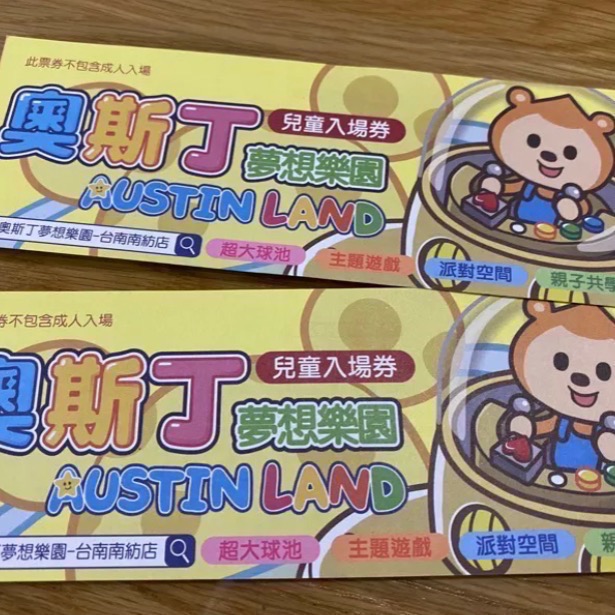 此票券不包含成人入場
奧斯丁
兒童入場券
夢想樂園
AUSTIN LAND
奧斯丁夢想樂園-台南南紡店
超大球池 主題遊戲 派對空間 親子共學
券不包含成人入場
奧斯丁
兒童入場券
夢想樂園
AUSTIN LAND
夢想樂園-台南南紡店
超大球池 主題遊戲 派對空間 親